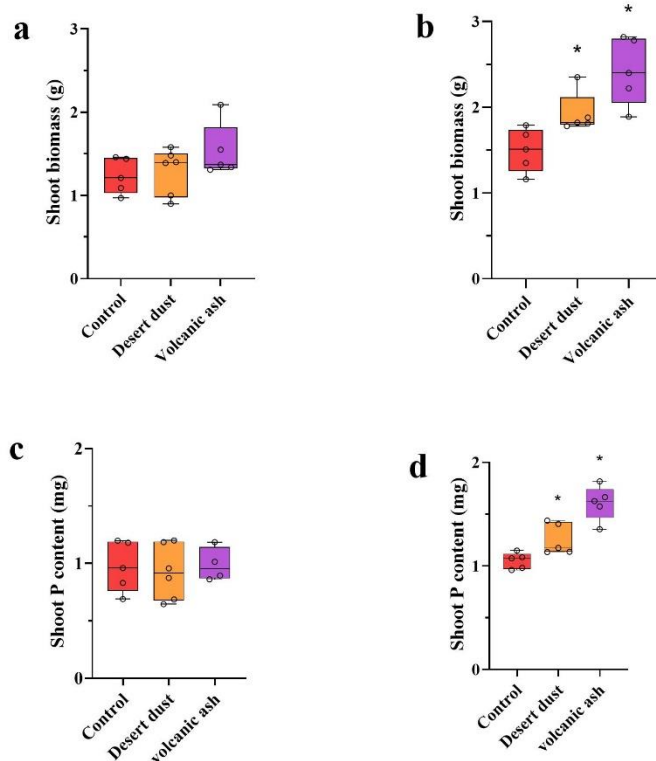 a
Shoot biomass (g)
3
2
1
0
Control
Desert dust
Volcanic ash
b
Shoot biomass (g)
3
2
1
0
*
*
Control
Desert dust
Volcanic ash
c
Shoot P content (mg)
2
1
0
Control
Desert dust
volcanic ash
d
Shoot P content (mg)
2
1
0
*
*
Control
Desert dust
volcanic ash